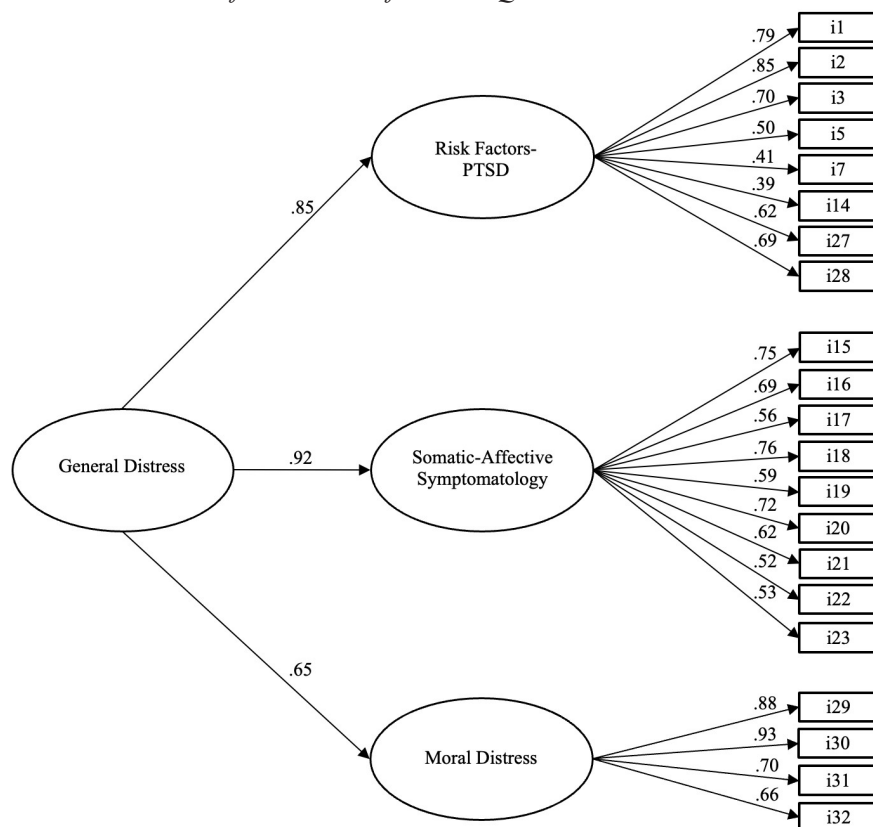 .79 i1
.85 i2
.70 i3
.50 i5
.41 i7
.39 i14
.62 i27
.69 i28
Risk Factors-
PTSD
.85
.75 i15
.69 i16
.56 i17
.76 i18
.59 i19
.72 i20
.62 i21
.52 i22
.53 i23
General Distress
.92
Somatic-Affective
Symptomatology
.65
.88 i29
.93 i30
.70 i31
.66 i32
Moral Distress